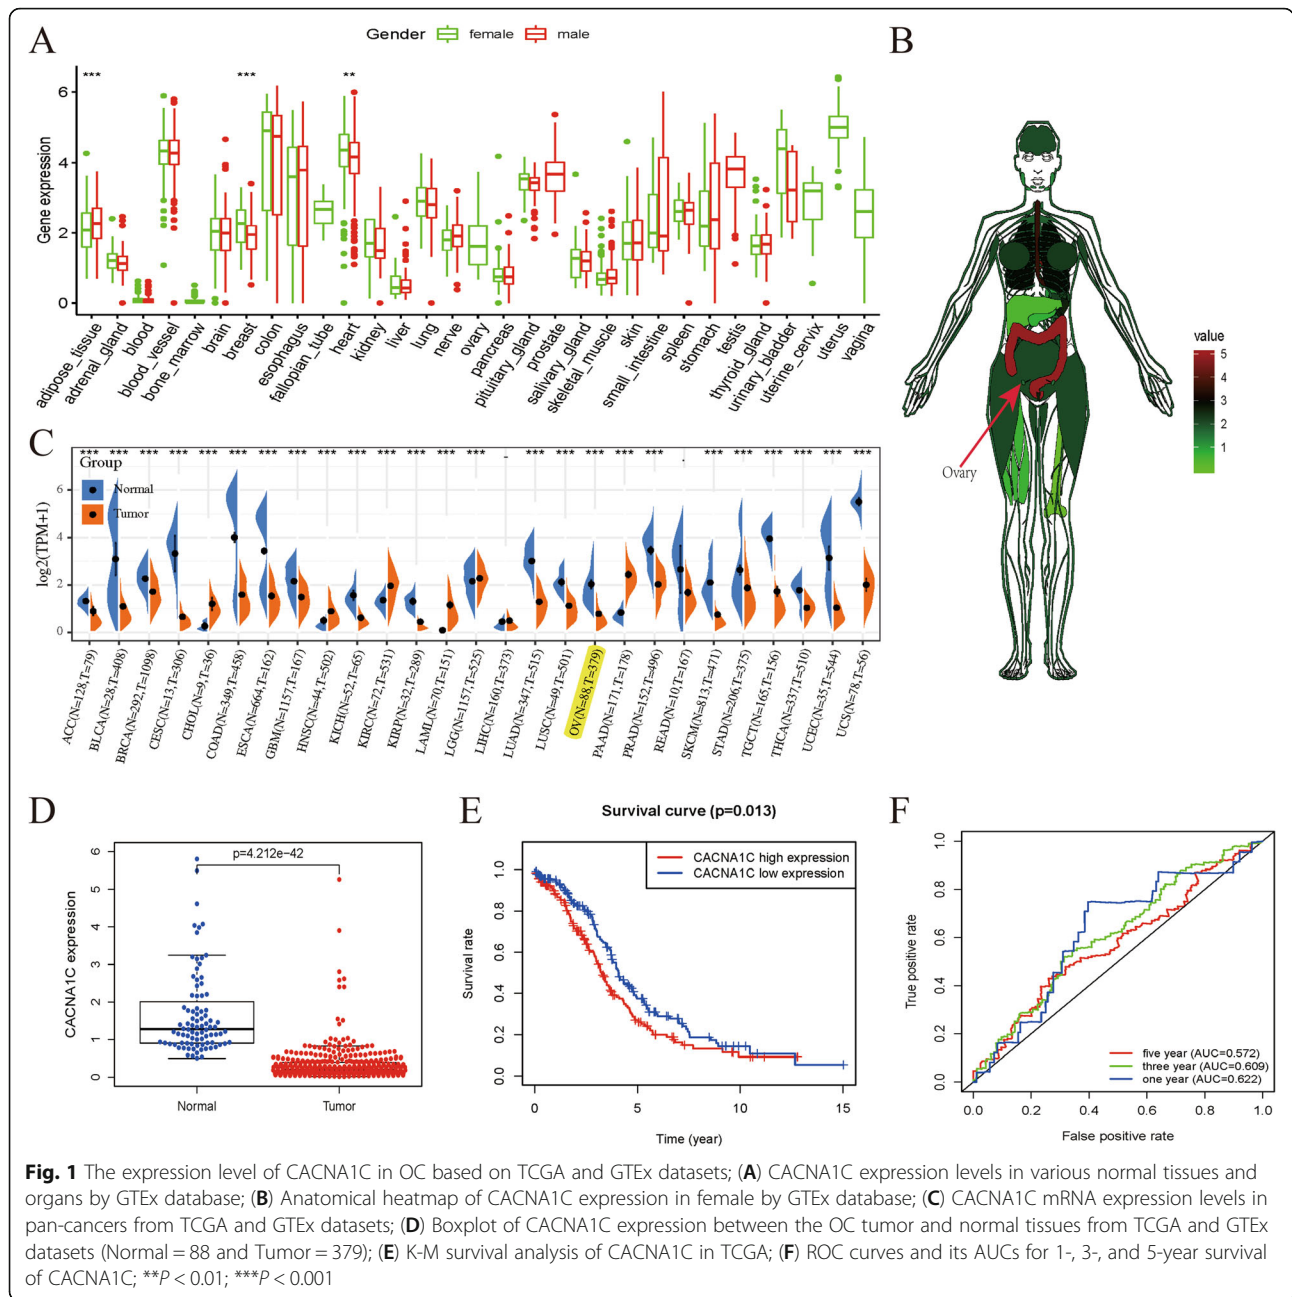 A
Gender
female
male
B
Gene expression
6
4
2
0
***
***
**
adipose_tissue
adrenal_gland
blood
blood_vessel
bone_marrow
brain
breast
colon
esophagus
fallopian_tube
heart
kidney
liver
lung
nerve
ovary
pancreas
pituitary_gland
prostate
salivary_gland
skeletal_muscle
skin
small_intestine
spleen
stomach
testis
thyroid_gland
urinary_bladder
uterine_cervix
uterus
vagina
Ovary
value
5
4
3
2
1
C
Group
Normal
Tumor
log2(TPM+1)
6
4
2
0
*** *** *** *** *** *** *** *** *** *** *** *** *** *** - *** *** *** *** *** . *** *** *** *** *** ***
ACC(N=128,T=79)
BLCA(N=28,T=408)
BRCA(N=292,T=1098)
CESC(N=13,T=306)
CHOL(N=9,T=36)
COAD(N=349,T=458)
ESCA(N=664,T=162)
GBM(N=1157,T=167)
HNSC(N=44,T=502)
KICH(N=52,T=65)
KIRC(N=72,T=531)
KIRP(N=32,T=289)
LAML(N=70,T=151)
LGG(N=1157,T=525)
LIHC(N=160,T=373)
LUAD(N=347,T=515)
LUSC(N=49,T=501)
OV(N=88,T=379)
PAAD(N=171,T=178)
PRAD(N=152,T=496)
READ(N=10,T=167)
SKCM(N=813,T=471)
STAD(N=206,T=375)
TGCT(N=165,T=156)
THCA(N=337,T=510)
UCEC(N=35,T=544)
UCS(N=78,T=56)
D
CACNA1C expression
6
5
4
3
2
1
0
p=4.212e−42
Normal
Tumor
E
Survival curve (p=0.013)
CACNA1C high expression
CACNA1C low expression
Survival rate
1.0
0.8
0.6
0.4
0.2
0.0
0
5
10
15
Time (year)
F
True positive rate
1.0
0.8
0.6
0.4
0.2
0.0
five year (AUC=0.572)
three year (AUC=0.609)
one year (AUC=0.622)
0.0
0.2
0.4
0.6
0.8
1.0
False positive rate
Fig. 1 The expression level of CACNA1C in OC based on TCGA and GTEx datasets; (A) CACNA1C expression levels in various normal tissues and
organs by GTEx database; (B) Anatomical heatmap of CACNA1C expression in female by GTEx database; (C) CACNA1C mRNA expression levels in
pan-cancers from TCGA and GTEx datasets; (D) Boxplot of CACNA1C expression between the OC tumor and normal tissues from TCGA and GTEx
datasets (Normal = 88 and Tumor = 379); (E) K-M survival analysis of CACNA1C in TCGA; (F) ROC curves and its AUCs for 1-, 3-, and 5-year survival
of CACNA1C; **P < 0.01; ***P < 0.001